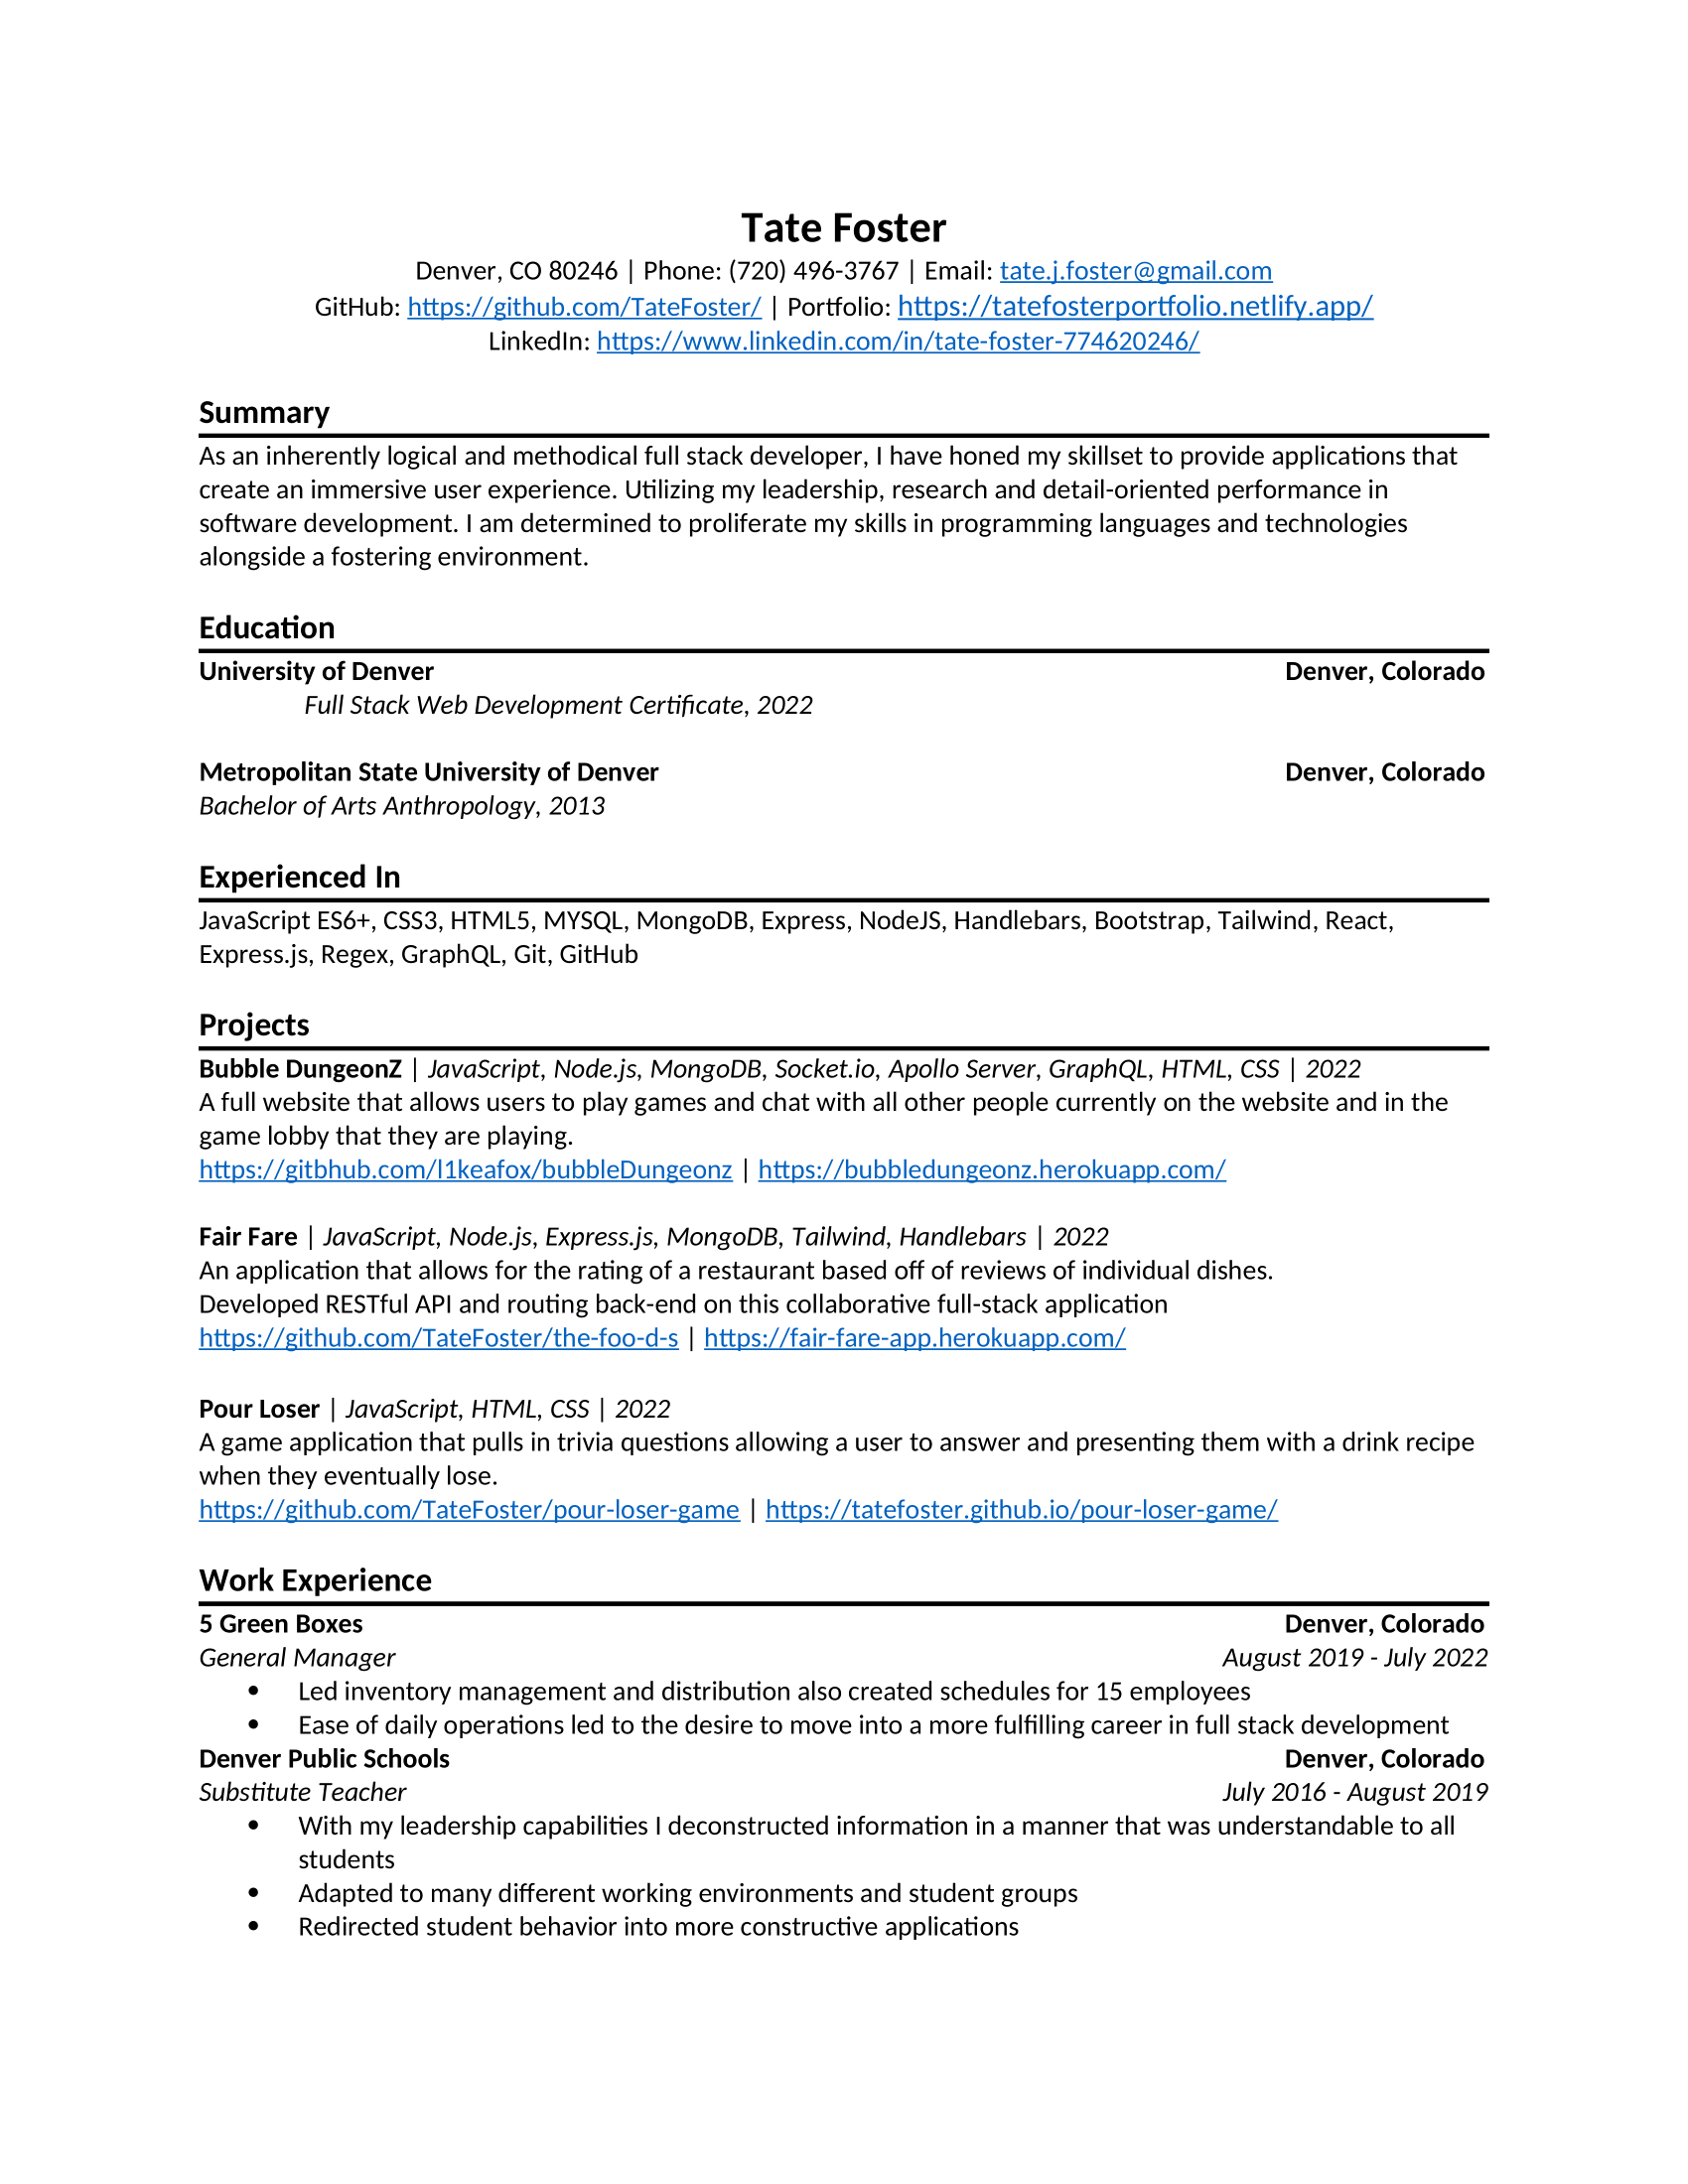 Tate Foster
Denver, CO 80246 | Phone: (720) 496-3767 | Email: tate.j.foster@gmail.com
GitHub: https://github.com/TateFoster/ | Portfolio: https://tatefosterportfolio.netlify.app/
LinkedIn: https://www.linkedin.com/in/tate-foster-774620246/
Summary
As an inherently logical and methodical full stack developer, I have honed my skillset to provide applications that
create an immersive user experience. Utilizing my leadership, research and detail-oriented performance in
software development. I am determined to proliferate my skills in programming languages and technologies
alongside a fostering environment.
Education
University of Denver Denver, Colorado
Full Stack Web Development Certificate, 2022
Metropolitan State University of Denver Denver, Colorado
Bachelor of Arts Anthropology, 2013
Experienced In
JavaScript ES6+, CSS3, HTML5, MYSQL, MongoDB, Express, NodeJS, Handlebars, Bootstrap, Tailwind, React,
Express.js, Regex, GraphQL, Git, GitHub
Projects
Bubble DungeonZ | JavaScript, Node.js, MongoDB, Socket.io, Apollo Server, GraphQL, HTML, CSS | 2022
A full website that allows users to play games and chat with all other people currently on the website and in the
game lobby that they are playing.
https://gitbhub.com/l1keafox/bubbleDungeonz | https://bubbledungeonz.herokuapp.com/
Fair Fare | JavaScript, Node.js, Express.js, MongoDB, Tailwind, Handlebars | 2022
An application that allows for the rating of a restaurant based off of reviews of individual dishes.
Developed RESTful API and routing back-end on this collaborative full-stack application
https://github.com/TateFoster/the-foo-d-s | https://fair-fare-app.herokuapp.com/
Pour Loser | JavaScript, HTML, CSS | 2022
A game application that pulls in trivia questions allowing a user to answer and presenting them with a drink recipe
when they eventually lose.
https://github.com/TateFoster/pour-loser-game | https://tatefoster.github.io/pour-loser-game/
Work Experience
5 Green Boxes Denver, Colorado
General Manager August 2019 - July 2022
• Led inventory management and distribution also created schedules for 15 employees
• Ease of daily operations led to the desire to move into a more fulfilling career in full stack development
Denver Public Schools Denver, Colorado
Substitute Teacher July 2016 - August 2019
• With my leadership capabilities I deconstructed information in a manner that was understandable to all
students
• Adapted to many different working environments and student groups
• Redirected student behavior into more constructive applications